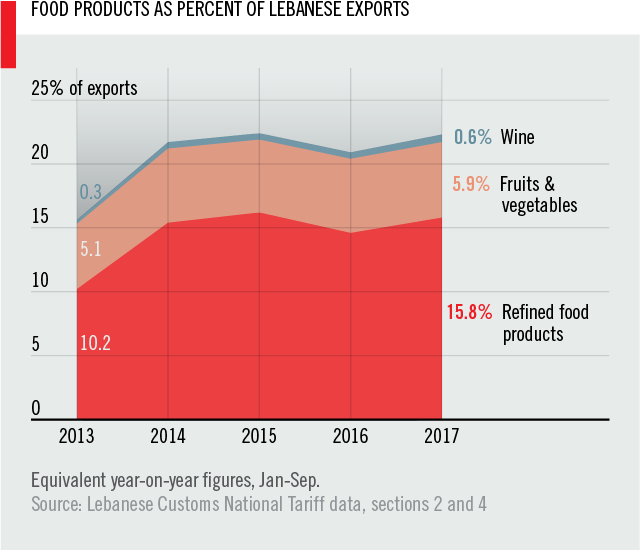 FOOD PRODUCTS AS PERCENT OF LEBANESE EXPORTS
25% of exports
20
15
10
5
0
0.3
5.1
10.2
0.6% Wine
5.9% Fruits &
vegetables
15.8% Refined food
products
2013 2014 2015 2016 2017
Equivalent year-on-year figures, Jan-Sep.
Source: Lebanese Customs National Tariff data, sections 2 and 4